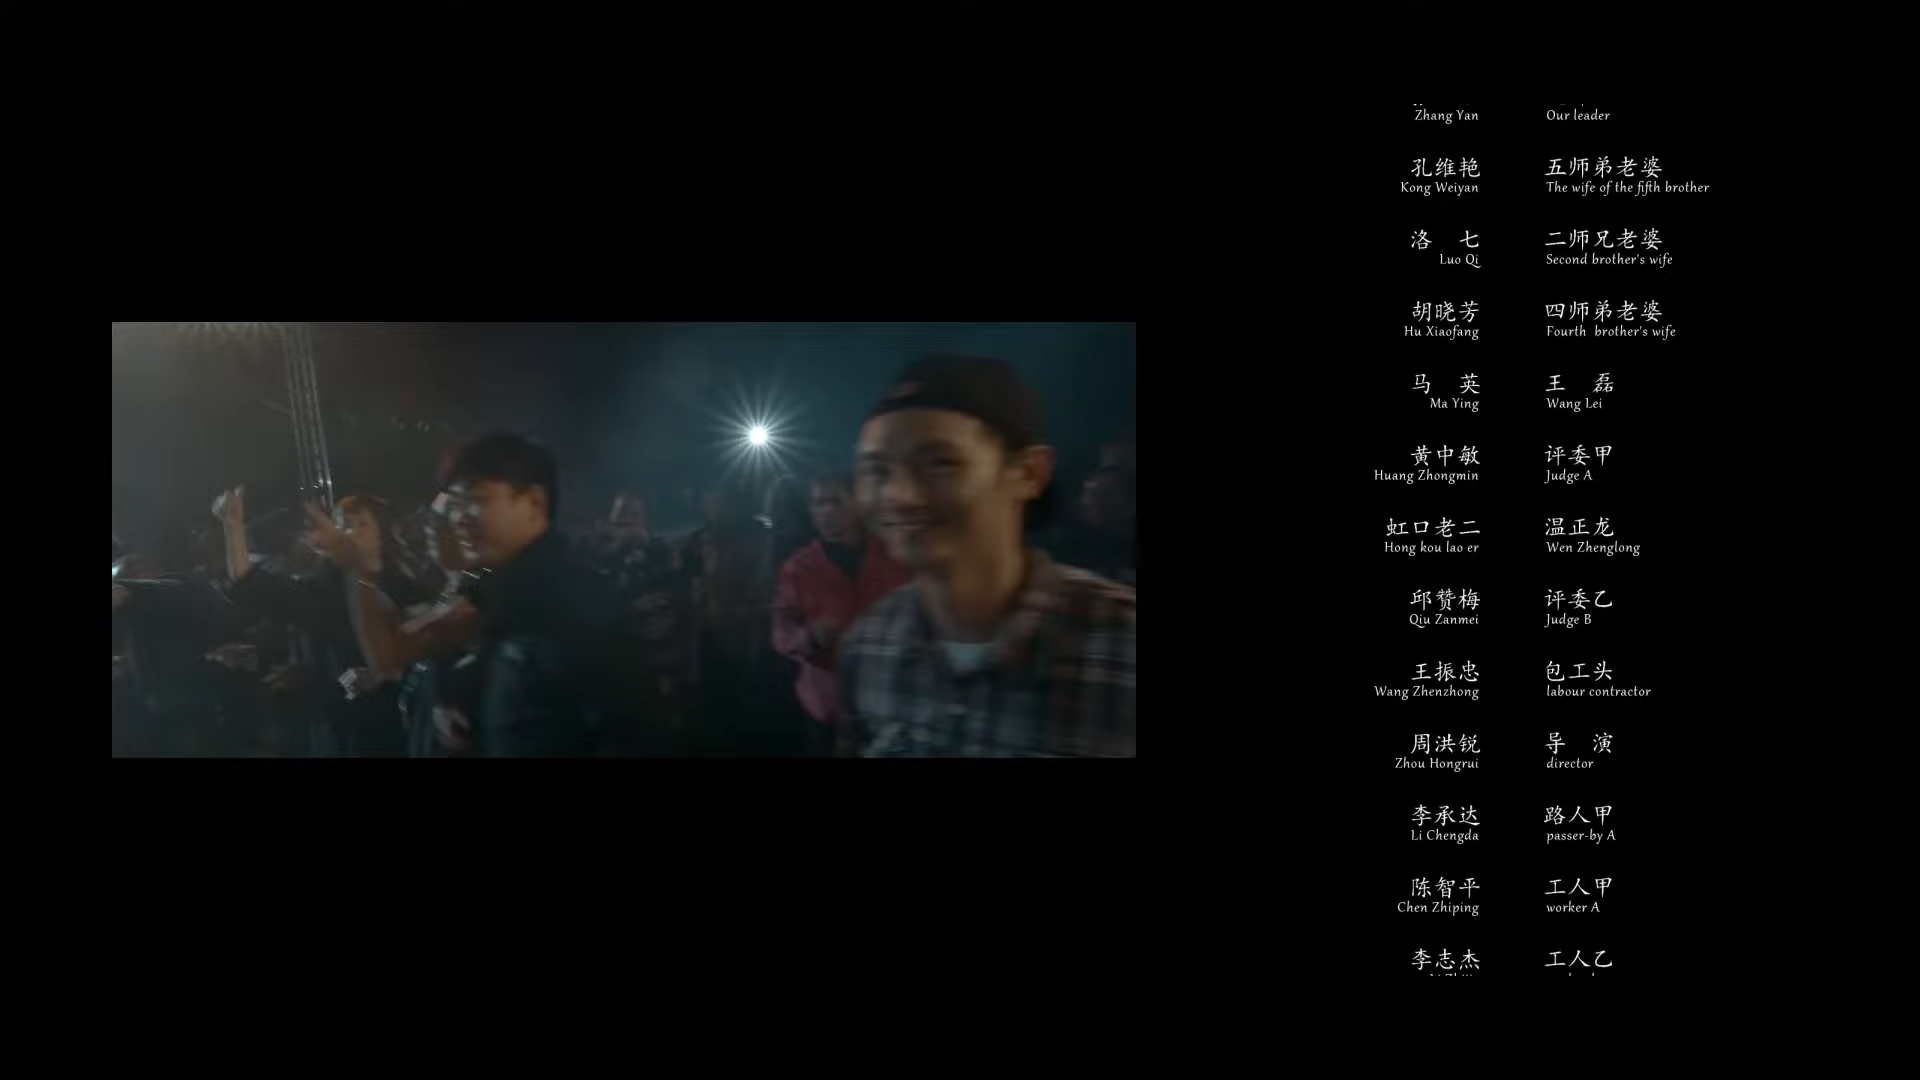 Zhang Yan Our leader
孔维艳 五师弟老婆
Kong Weiyan The wife of the fifth brother
洛 七 二师兄老婆
Luo Qi Second brother's wife
胡晓芳 四师弟老婆
Hu Xiaofang Fourth brother's wife
马 英 王 磊
Ma Ying Wang Lei
黄中敏 评委甲
Huang Zhongmin Judge A
虹口老二 温正龙
Hong kou lao er Wen Zhenglong
邱赞梅 评委乙
Qiu Zanmei Judge B
王振忠 包工头
Wang Zhenzhong labour contractor
周洪锐 导 演
Zhou Hongrui director
李承达 路人甲
Li Chengda passer-by A
陈智平 工人甲
Chen Zhiping worker A
李志杰 工人乙